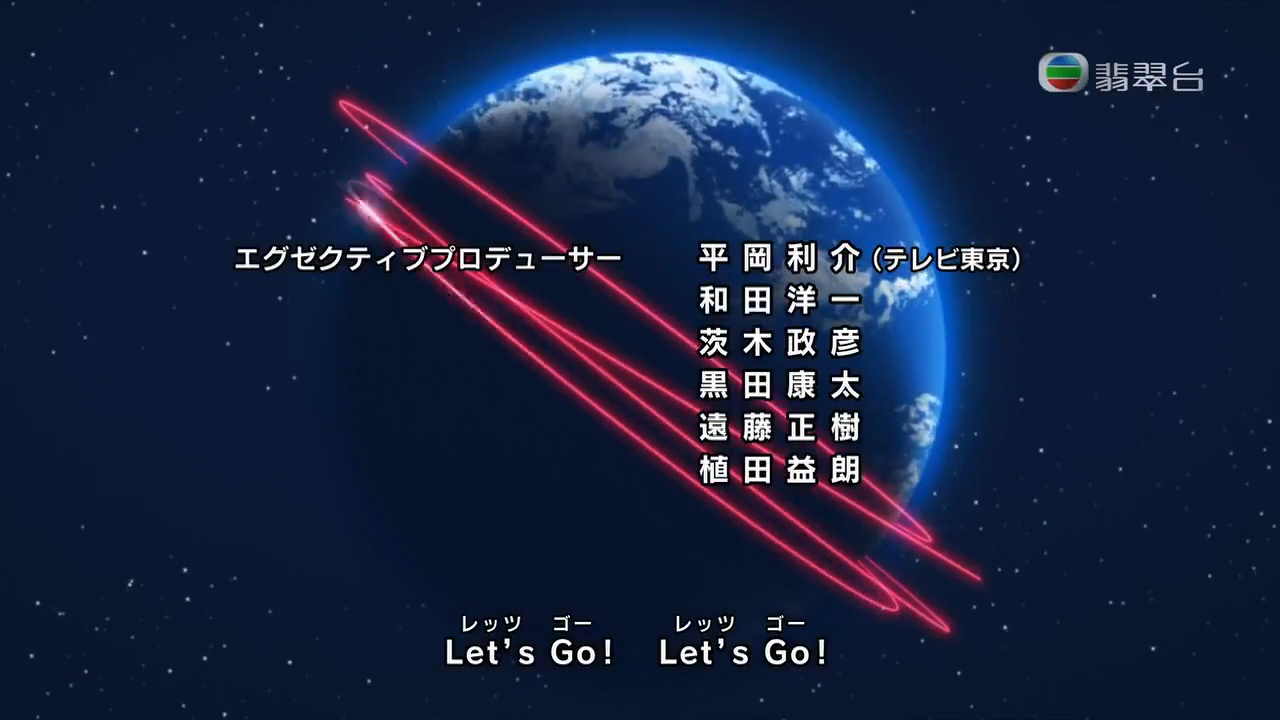 翡翠台
エグゼクティブプロデューサー 平岡利介(テレビ東京)
和田洋一
茨木政彦
黒田康太
遠藤正樹
植田益朗
レッツ ゴー レッツ ゴー
Let's Go! Let's Go!